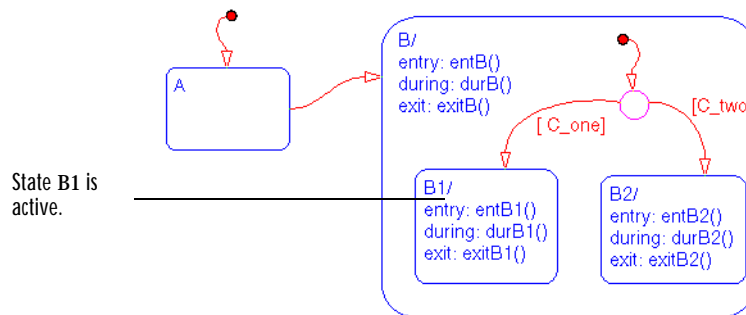 A
B/
entry: entB()
during: durB()
exit: exitB()
[ C_one]
[C_two
State B1 is
active.
B1/
entry: entB1()
during: durB1()
exit: exitB1()
B2/
entry: entB2()
during: durB2()
exit: exitB2()